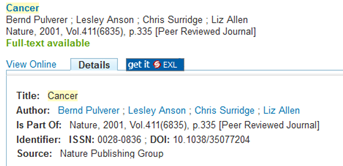 Cancer
Bernd Pulverer ; Lesley Anson ; Chris Surridge ; Liz Allen
Nature, 2001, Vol.411(6835), p.335 [Peer Reviewed Journal]
Full-text available
View Online Details get it S EXL
Title: Cancer
Author: Bernd Pulverer ; Lesley Anson ; Chris Surridge ; Liz Allen
Is Part Of: Nature, 2001, Vol.411(6835), p.335 [Peer Reviewed Journal]
Identifier: ISSN: 0028-0836 ; DOI: 10.1038/35077204
Source: Nature Publishing Group